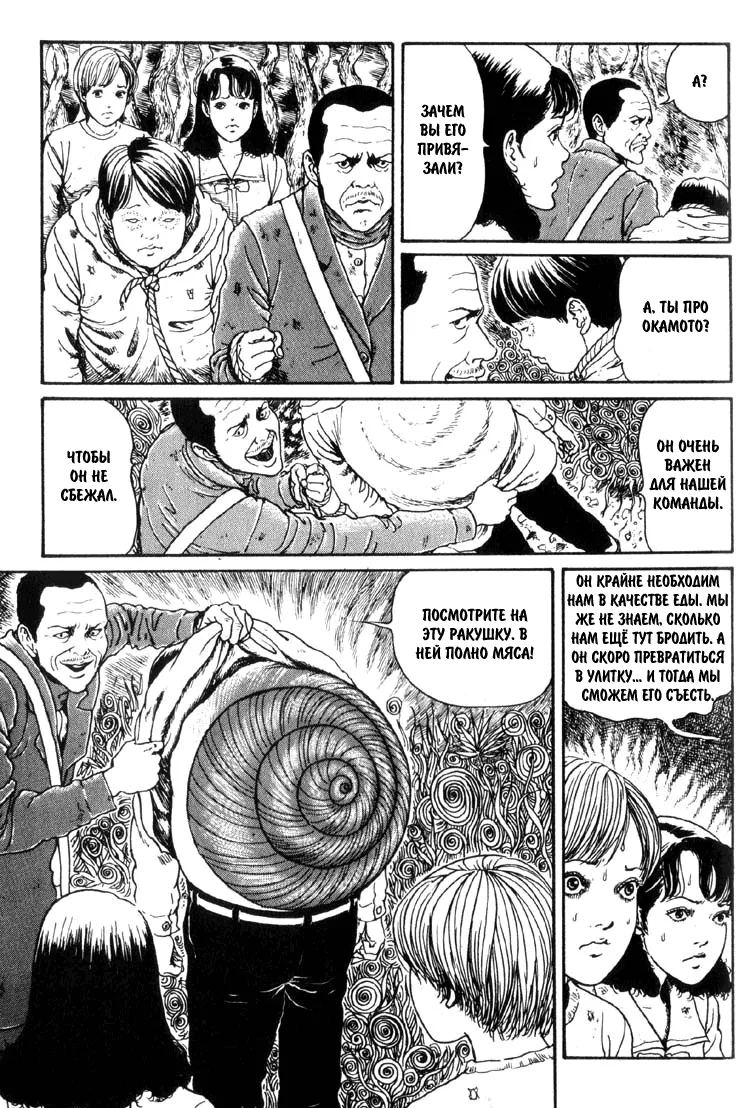 ЗАЧЕМ
ВЫ ЕГО
ПРИВЯ-
ЗАЛИ?
А?
А, ТЫ ПРО
ОКАМОТО?
ЧТОБЫ
ОН НЕ
СБЕЖАЛ.
ОН ОЧЕНЬ
ВАЖЕН
ДЛЯ НАШЕЙ
КОМАНДЫ.
ПОСМОТРИТЕ НА
ЭТУ РАКУШКУ. В
НЕЙ ПОЛНО МЯСА!
ОН КРАЙНЕ НЕОБХОДИМ
НАМ В КАЧЕСТВЕ ЕДЫ. МЫ
ЖЕ НЕ ЗНАЕМ, СКОЛЬКО
НАМ ЕЩЁ ТУТ БРОДИТЬ. А
ОН СКОРО ПРЕВРАТИТЬСЯ
В УЛИТКУ... И ТОГДА МЫ
СМОЖЕМ ЕГО СЪЕСТЬ.